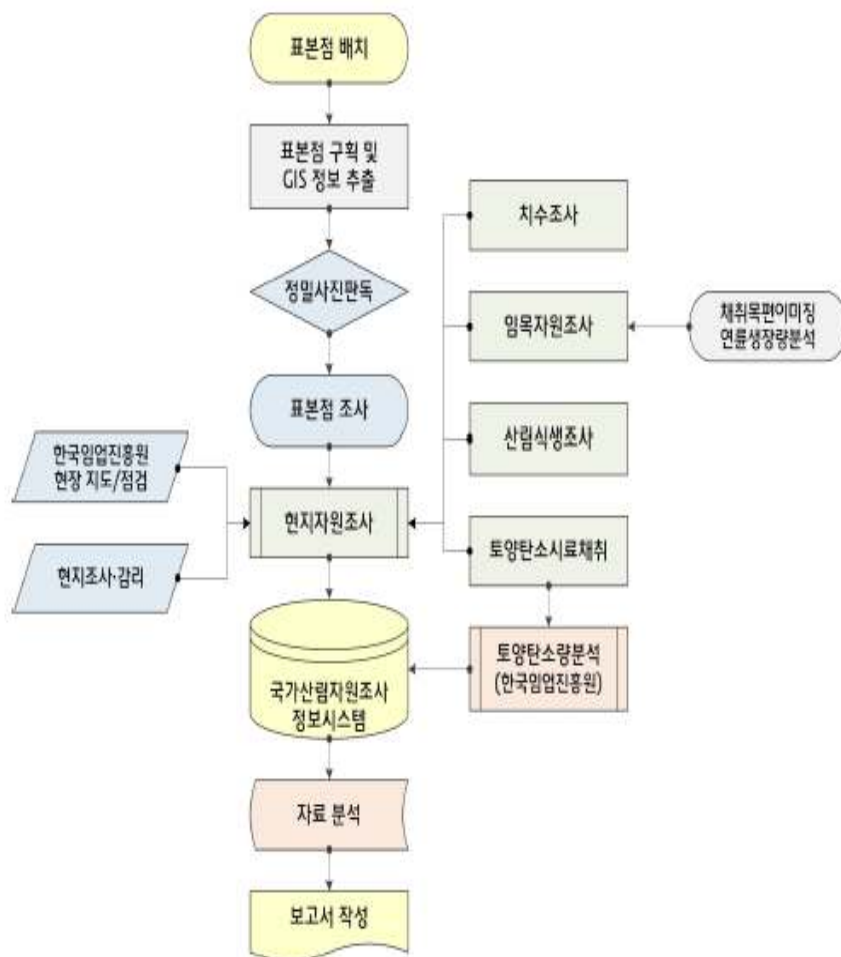 표본점 배치
표본점 구획 및
GIS 정보 추출
치수조사
정밀사진판독
임목자원조사
채취목편이미징
연륜생장량분석
표본점 조사
산림식생조사
한국임업진흥원
현장 지도/점검
현지자원조사
토양탄소시료채취
현지조사·감리
토양탄소량분석
(한국임업진흥원)
국가산림자원조사
정보시스템
자료 분석
보고서 작성